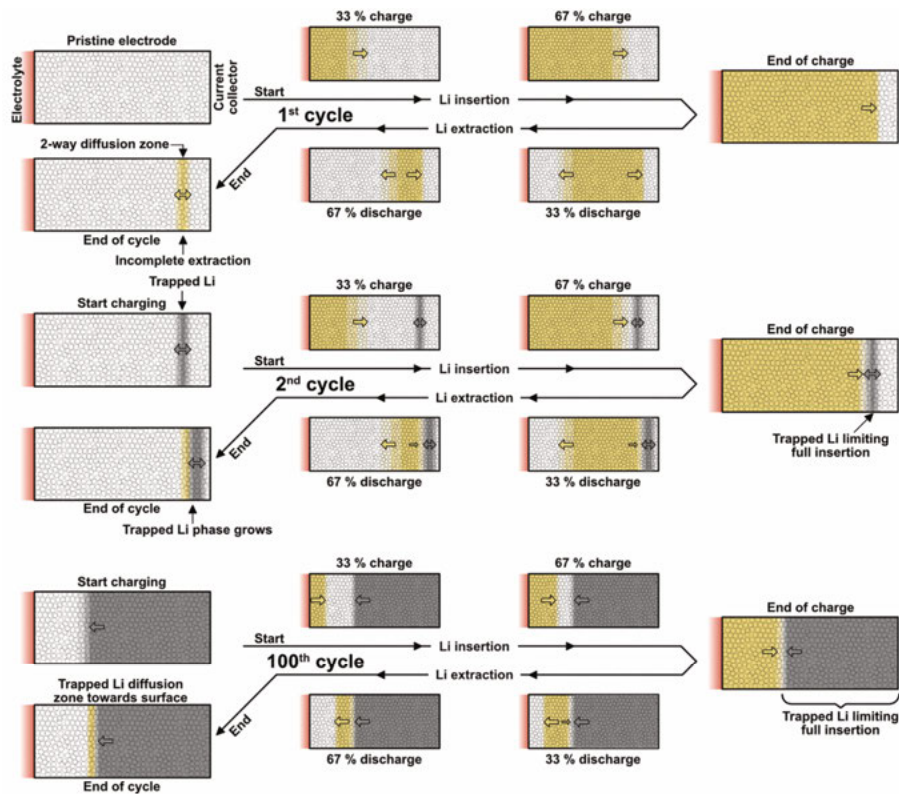 33 % charge
67 % charge
Pristine electrode
Electrolyte
Current
collector
End of charge
Start
Li insertion
1st cycle
Li extraction
2-way diffusion zone
End
67 % discharge
33 % discharge
End of cycle
Incomplete extraction
Trapped Li
Start charging
33 % charge
67 % charge
End of charge
Start
Li insertion
2nd cycle
Li extraction
End
67 % discharge
33 % discharge
Trapped Li limiting
full insertion
End of cycle
Trapped Li phase grows
Start charging
33 % charge
67 % charge
End of charge
Start
Li insertion
100th cycle
Li extraction
Trapped Li diffusion
zone towards surface
End
67 % discharge
33 % discharge
Trapped Li limiting
full insertion
End of cycle